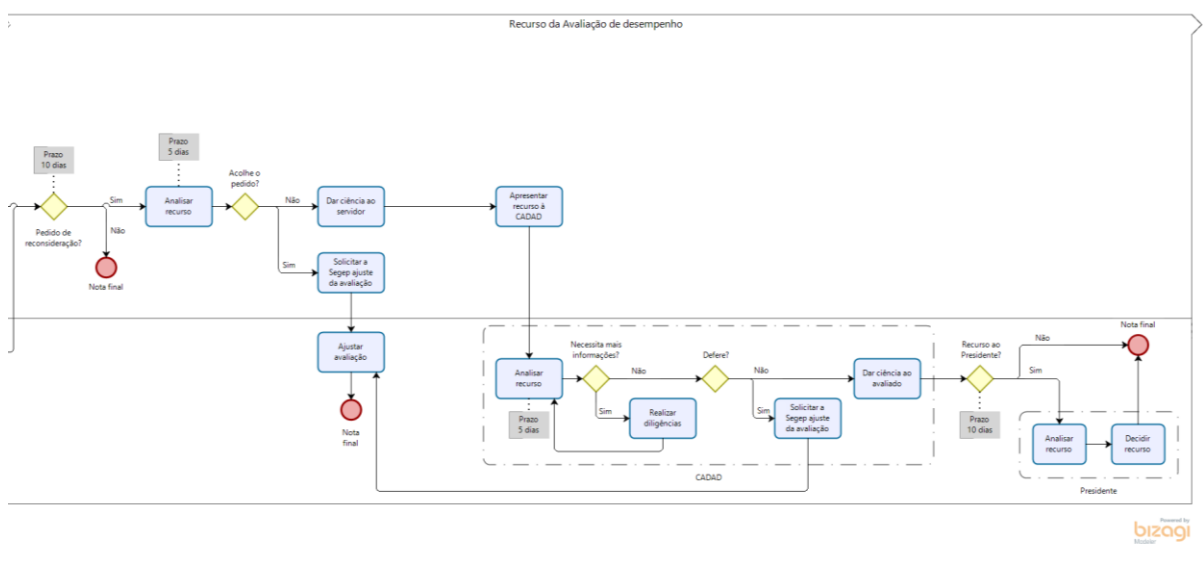 Recurso da Avaliação de desempenho
Prazo
10 dias
Pedido de
reconsideração?
Sim
Não
Nota final
Prazo
5 dias
Analisar
recurso
Acolhe o
pedido?
Não
Sim
Dar ciência ao
servidor
Solicitar a
Segep ajuste
da avaliação
Apresentar
recurso à
CADAD
Ajustar
avaliação
Nota
final
Analisar
recurso
Prazo
5 dias
Necessita mais
informações?
Não
Sim
Realizar
diligências
Defere?
Não
Sim
Solicitar a
Segep ajuste
da avaliação
Dar ciência ao
avaliado
CADAD
Recurso ao
Presidente?
Prazo
10 dias
Não
Sim
Nota final
Analisar
recurso
Decidir
recurso
Presidente
Powered by
bizagi
Modeler